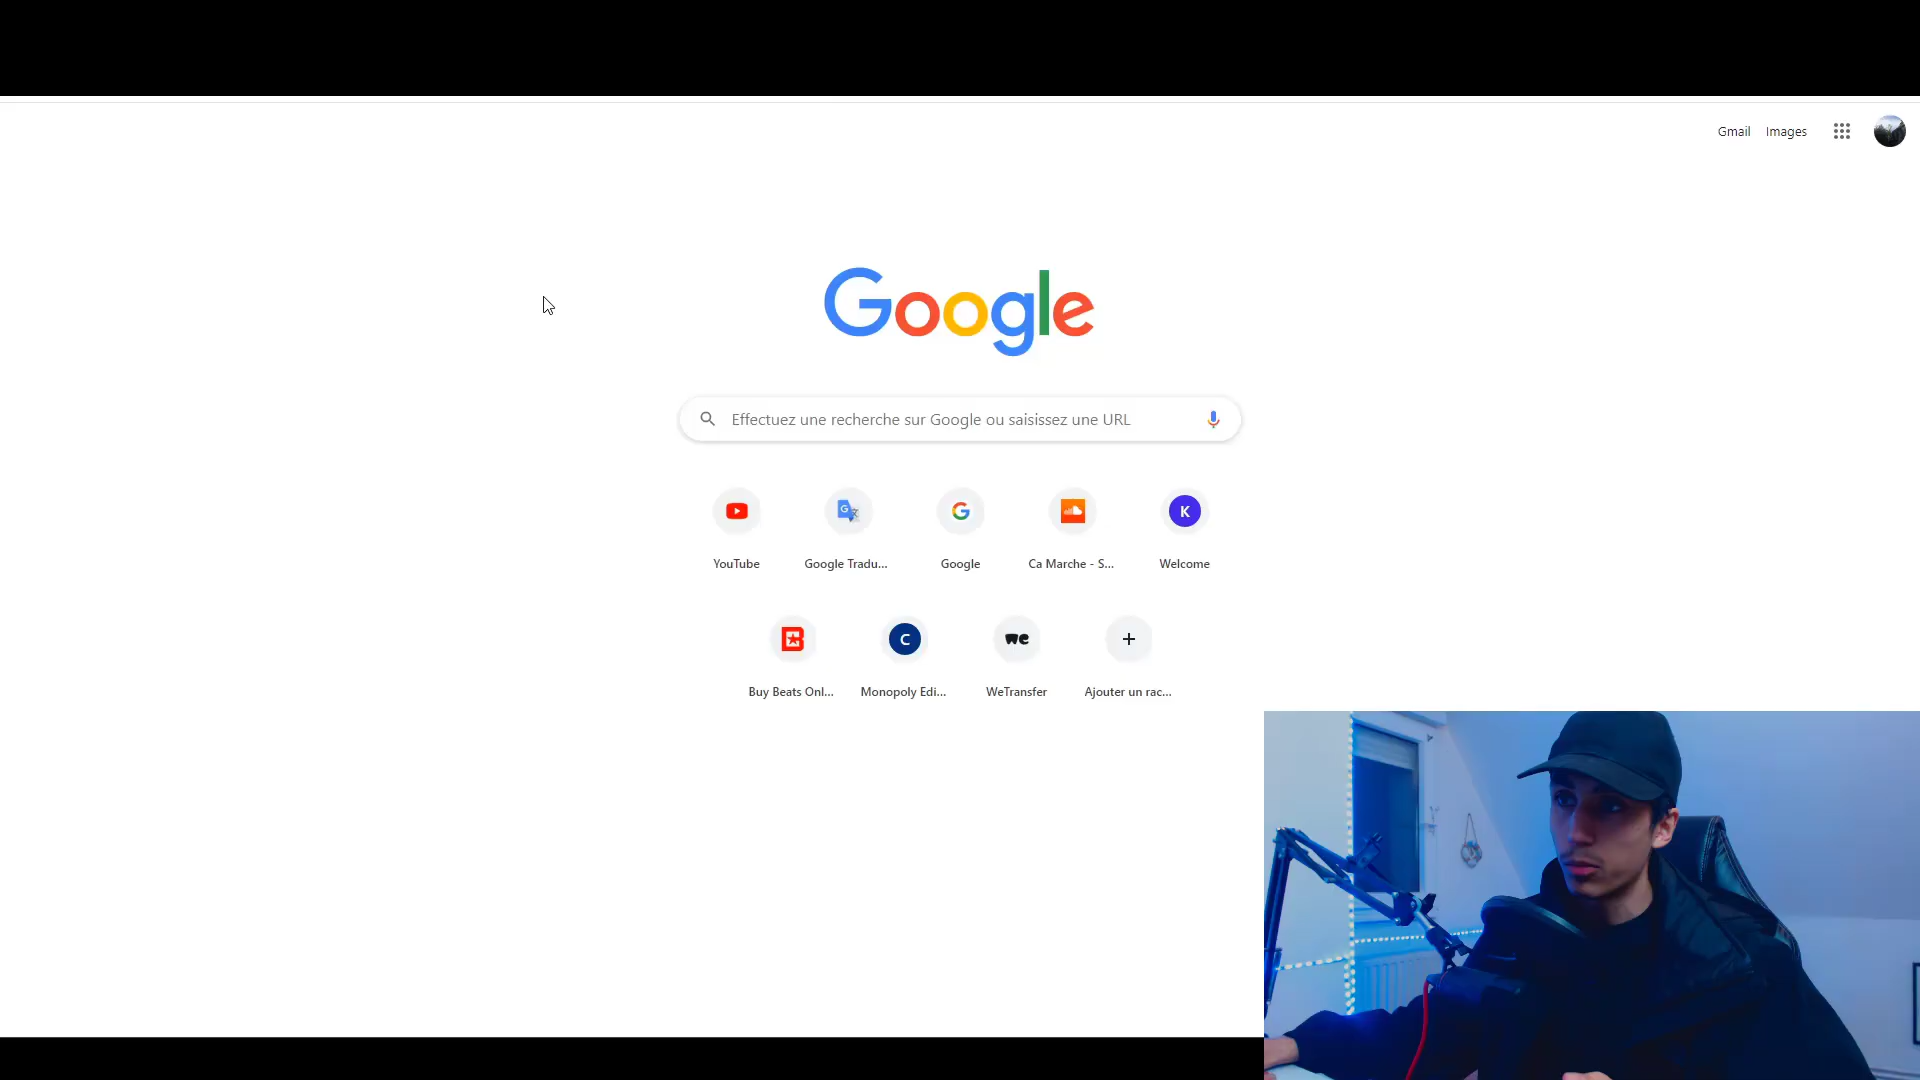 Gmail Images
Google
Effectuez une recherche sur Google ou saisissez une URL
YouTube
Google Tradu...
Google
Ca Marche - S...
K
Welcome
Buy Beats Onl...
C
Monopoly Edi...
we
WeTransfer
Ajouter un rac...